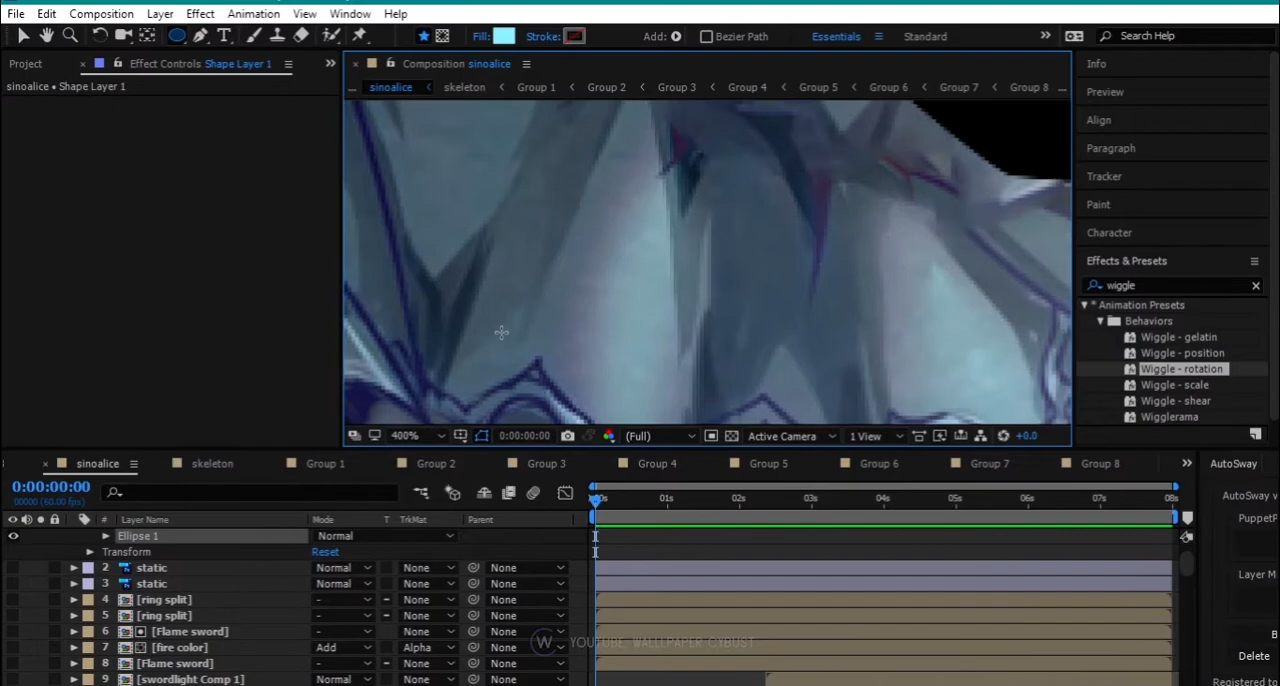 File Edit Composition Layer Effect Animation View Window Help
T Fill: Stroke: Add: Bezier Path Essentials Standard Search Help
Project Effect Controls Shape Layer 1
sinoalice • Shape Layer 1
Composition sinoalice
... sinoalice skeleton Group 1 Group 2 Group 3 Group 4 Group 5 Group 6 Group 7 Group 8 ...
400% 0:00:00:00 (Full) Active Camera 1 View +0.0
Info
Preview
Align
Paragraph
Tracker
Paint
Character
Effects & Presets
wiggle
* Animation Presets
Behaviors
Wiggle - gelatin
Wiggle - position
Wiggle - rotation
Wiggle - scale
Wiggle - shear
Wigglerama
sinoalice skeleton Group 1 Group 2 Group 3 Group 4 Group 5 Group 6 Group 7 Group 8
0:00:00:00
00000 (60.00 fps)
01s 02s 03s 04s 05s 06s 07s 08s
# Layer Name Mode T TrkMat Parent
Ellipse 1 Normal
Transform Reset
2 static Normal None None
3 static Normal None None
4 [ring split] - None None
5 [ring split] - None None
6 [Flame sword] - None None
7 [fire color] Add Alpha None
8 [Flame sword] - None None
9 [swordlight Comp 1] Normal None None
W YOUTUBE: WALLPAPER CYBUST
AutoSway
AutoSway v
PuppetP
Layer M
B
Delete
Registered to